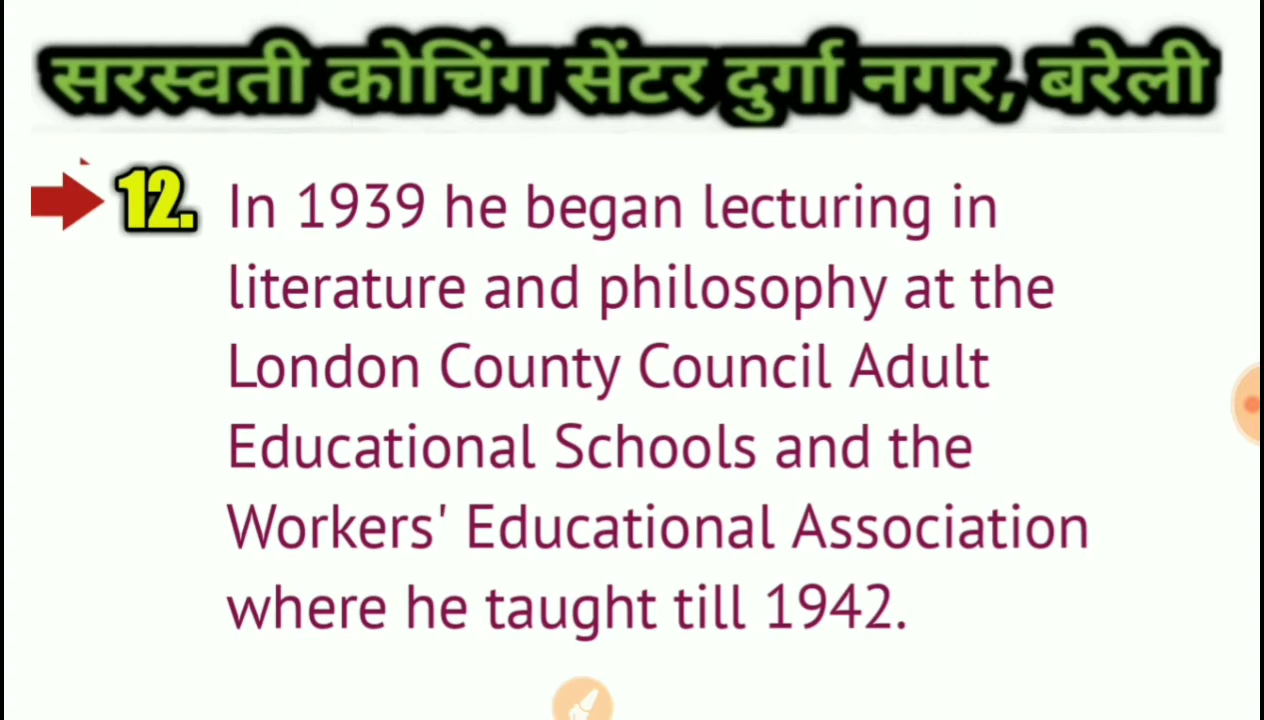 सरस्वती कोचिंग सेंटर दुर्गा नगर, बरेली
12. In 1939 he began lecturing in
literature and philosophy at the
London County Council Adult
Educational Schools and the
Workers' Educational Association
where he taught till 1942.